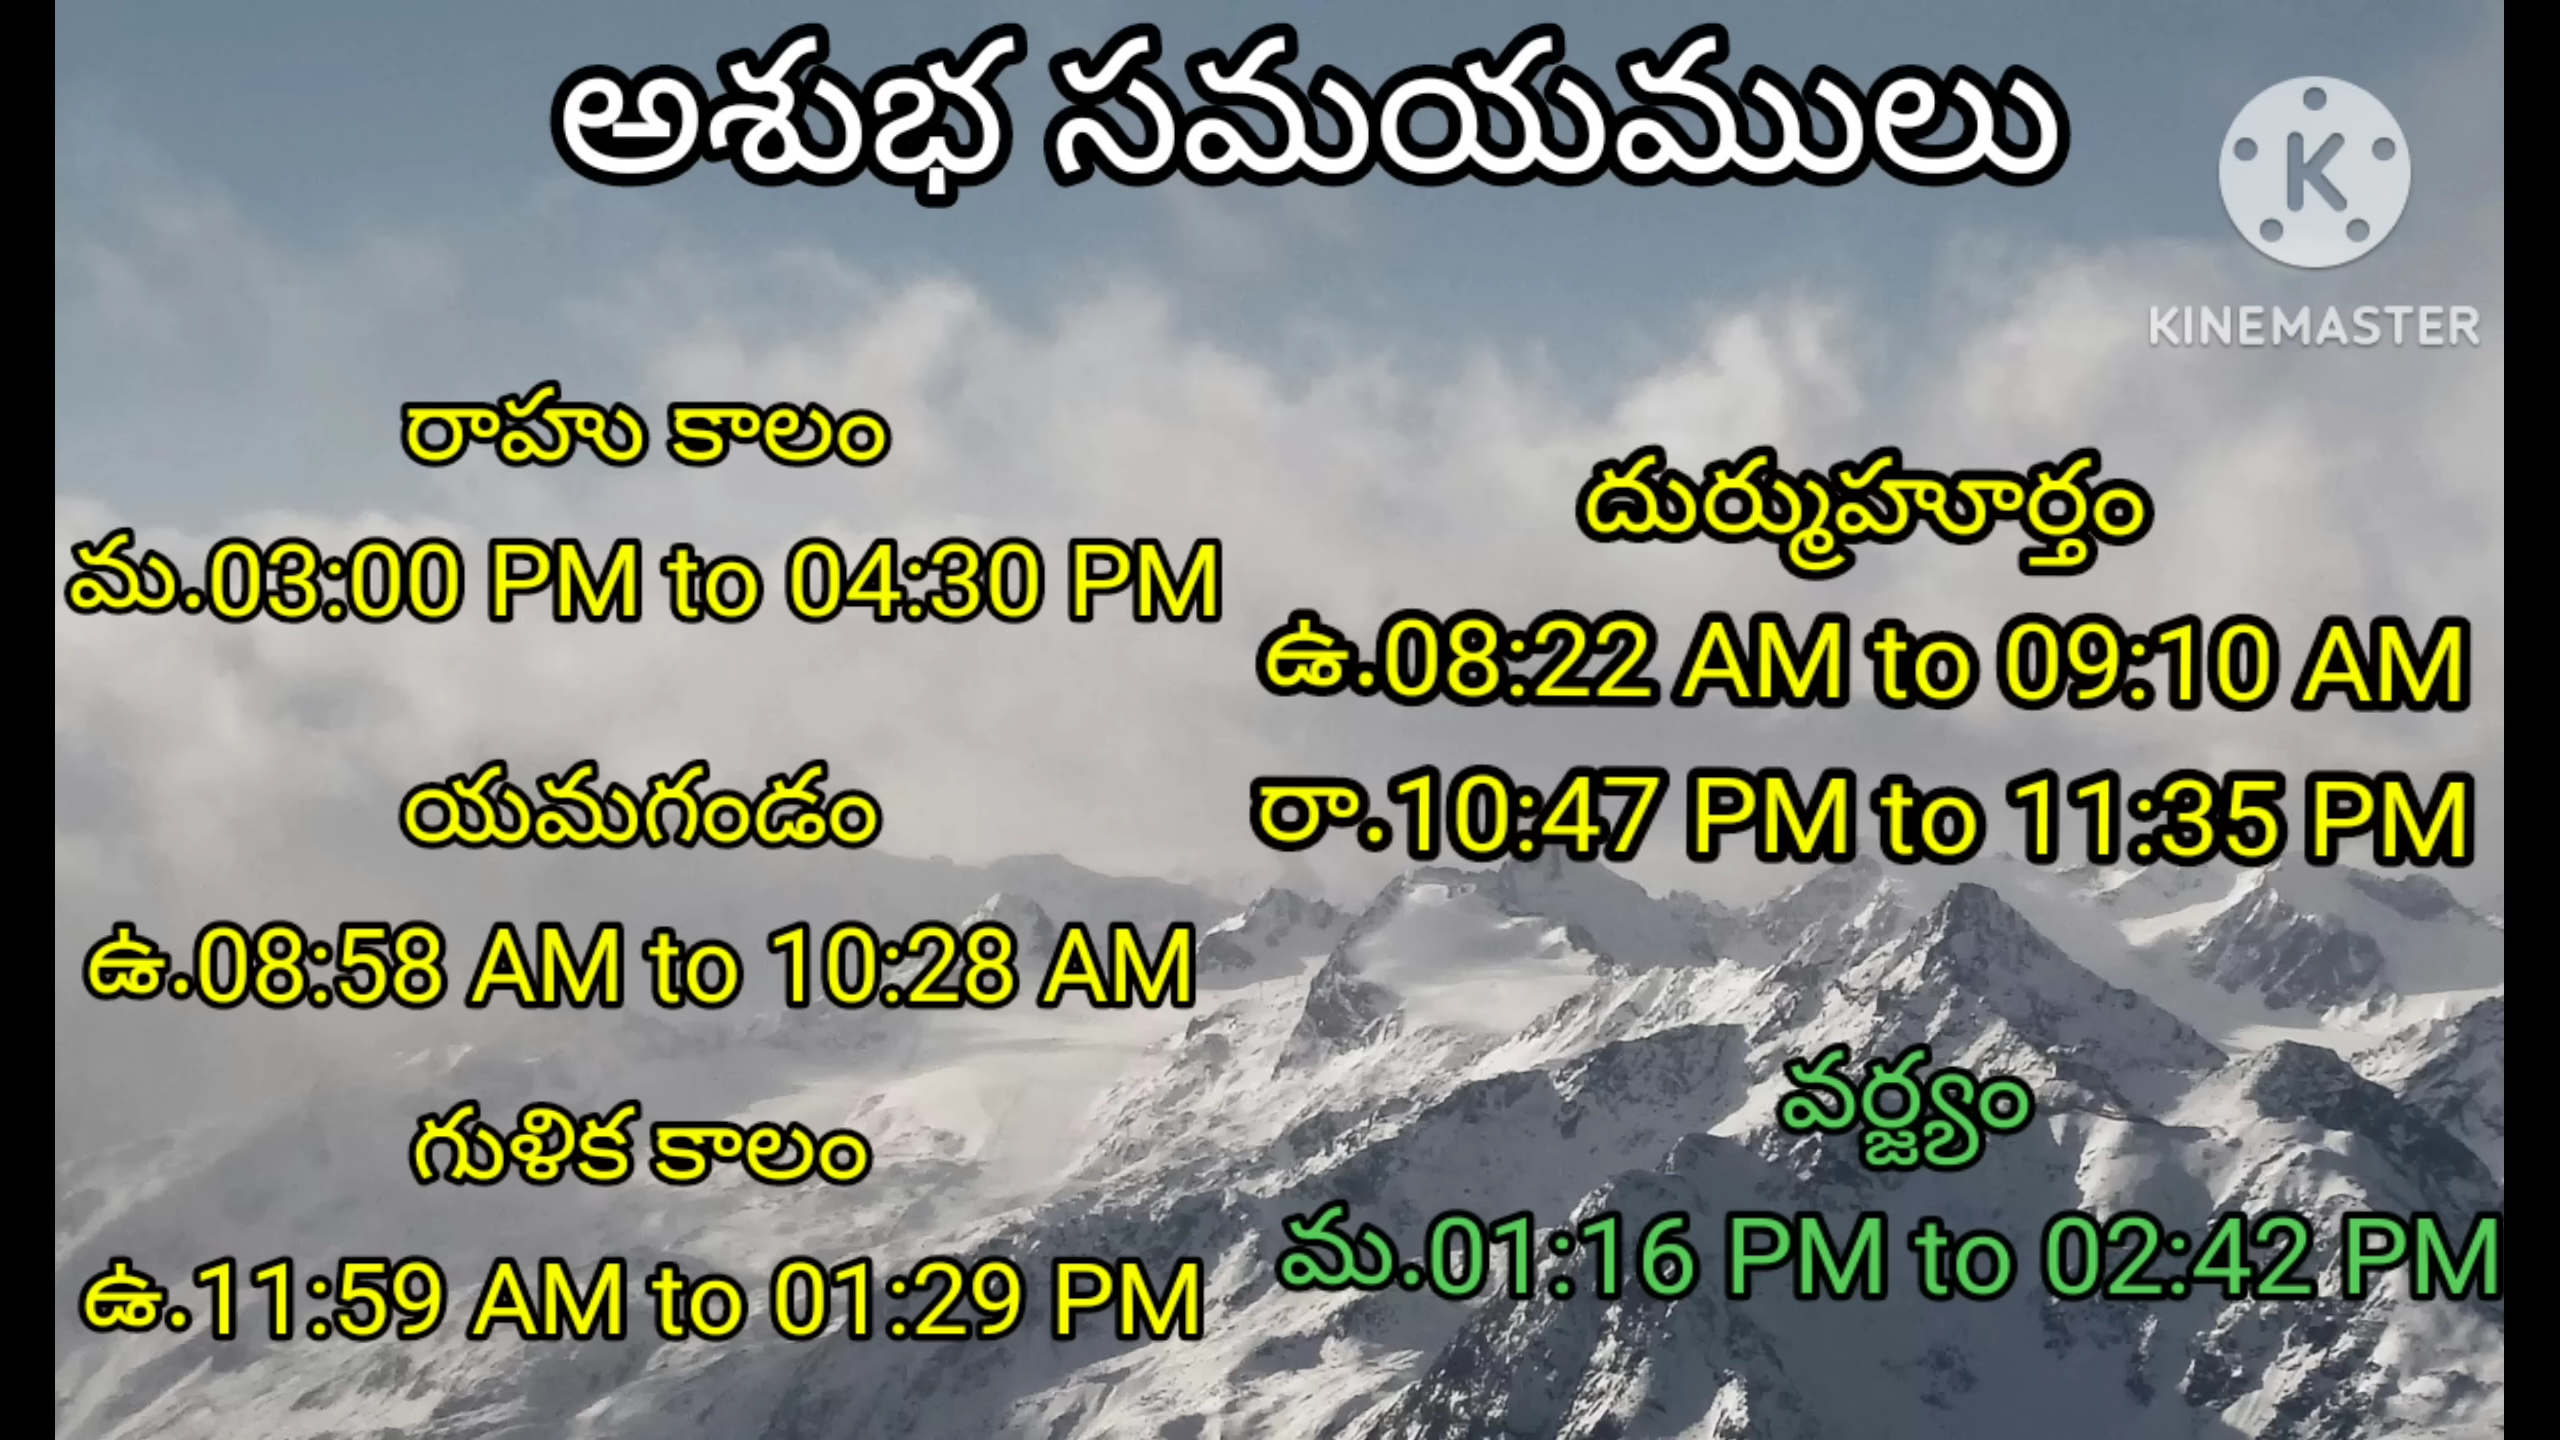 అశుభ సమయములు
K
KINEMASTER
రాహు కాలం
మ.03:00 PM to 04:30 PM
యమగండం
ఉ.08:58 AM to 10:28 AM
గుళిక కాలం
ఉ.11:59 AM to 01:29 PM
దుర్ముహూర్తం
ఉ.08:22 AM to 09:10 AM
రా.10:47 PM to 11:35 PM
వర్జ్యం
మ.01:16 PM to 02:42 PM